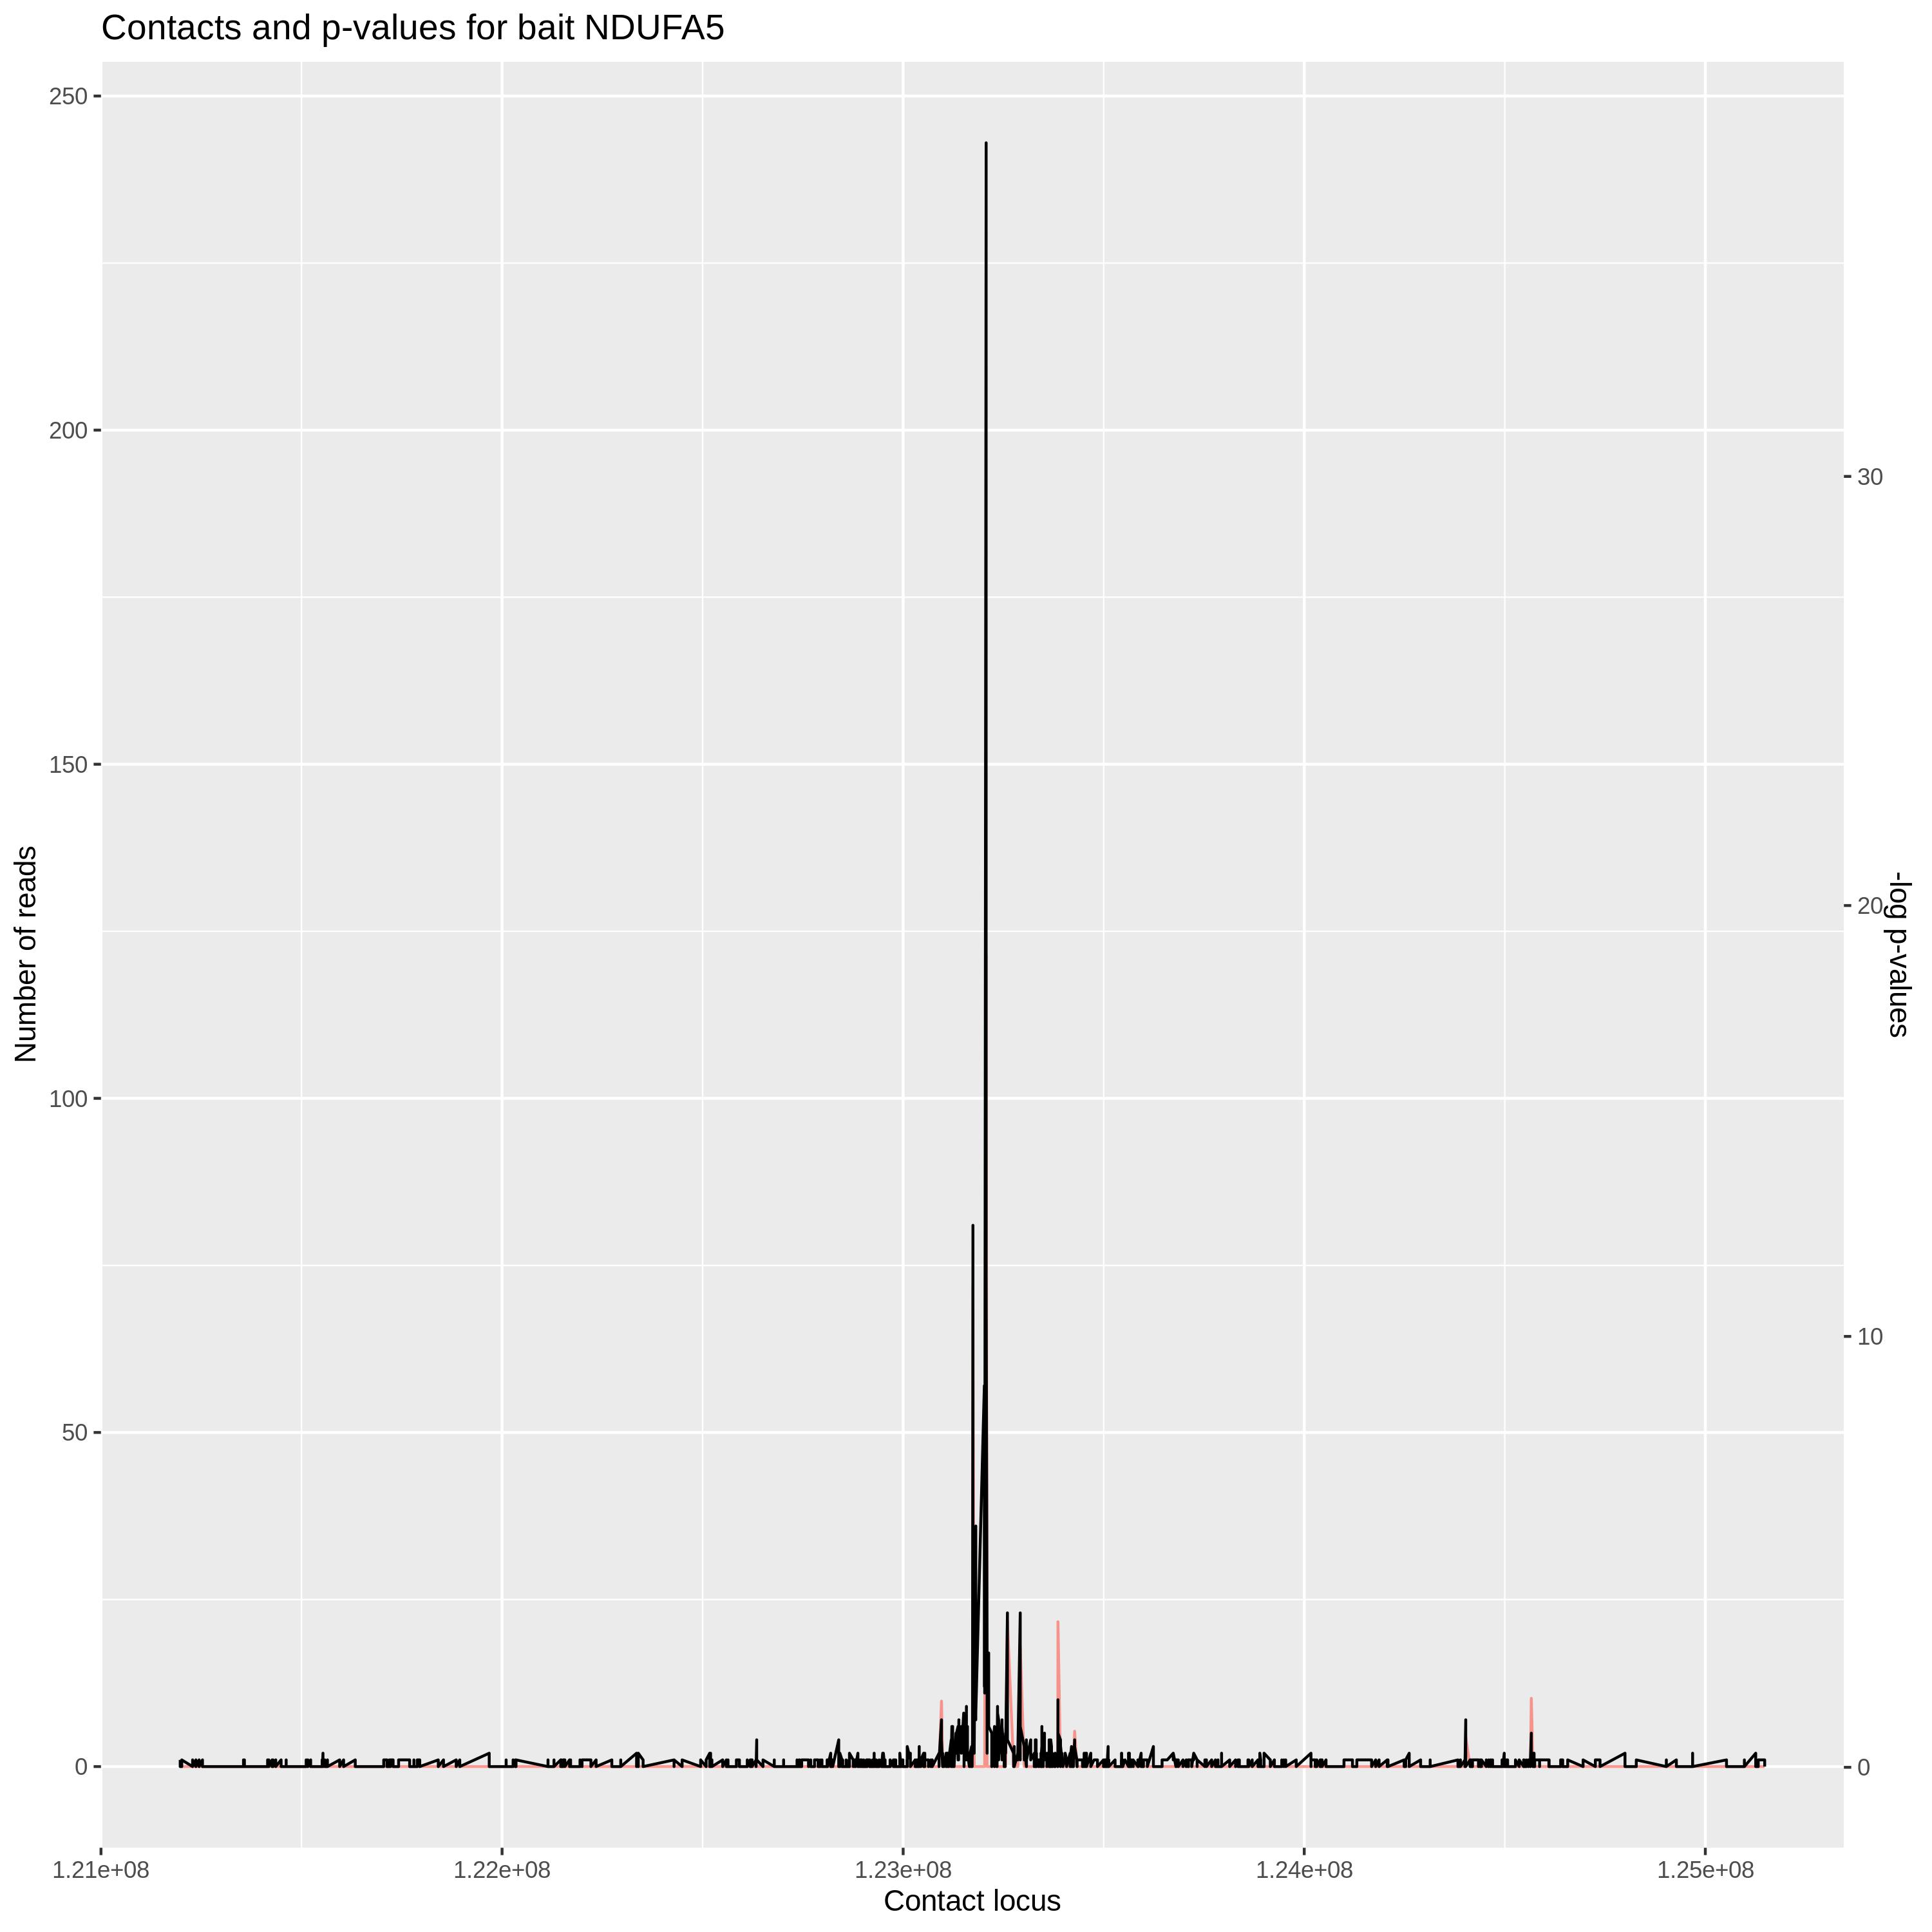 Contacts and p-values for bait NDUFA5
250
200
150
100
50
0
Number of reads
30
20
10
0
-log p-values
1.21e+08
1.22e+08
1.23e+08
1.24e+08
1.25e+08
Contact locus